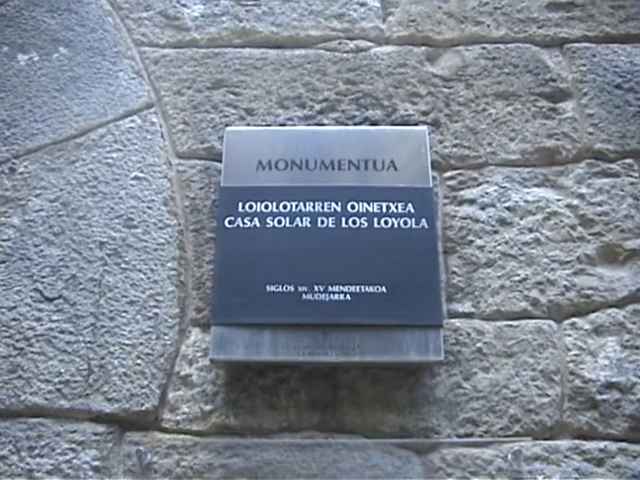 MONUMENTUA
LOIOLOTARREN OINETXEA
CASA SOLAR DE LOS LOYOLA
SIGLOS XIV. XV MENDEETAKOA
MUDEJARRA